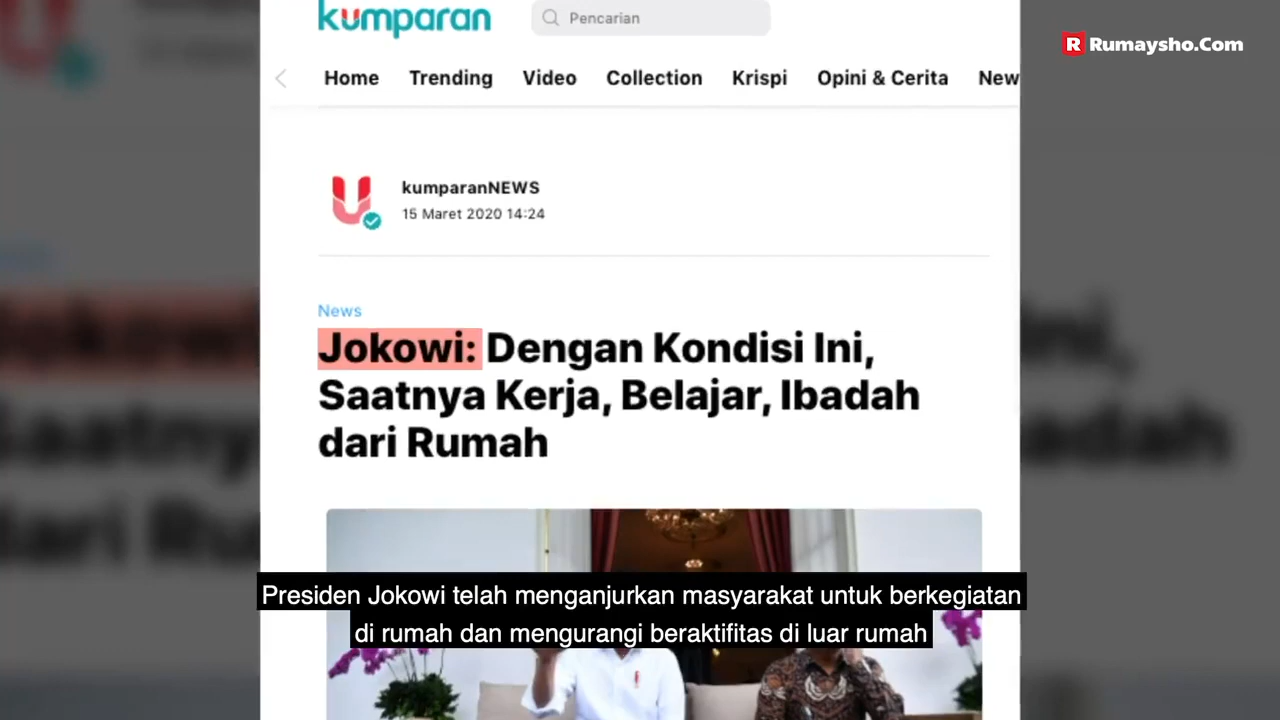 kumparan
Pencarian
R Rumaysho.Com
Home Trending Video Collection Krispi Opini & Cerita New
kumparanNEWS
15 Maret 2020 14:24
News
Jokowi: Dengan Kondisi Ini,
Saatnya Kerja, Belajar, Ibadah
dari Rumah
Presiden Jokowi telah menganjurkan masyarakat untuk berkegiatan
di rumah dan mengurangi beraktifitas di luar rumah